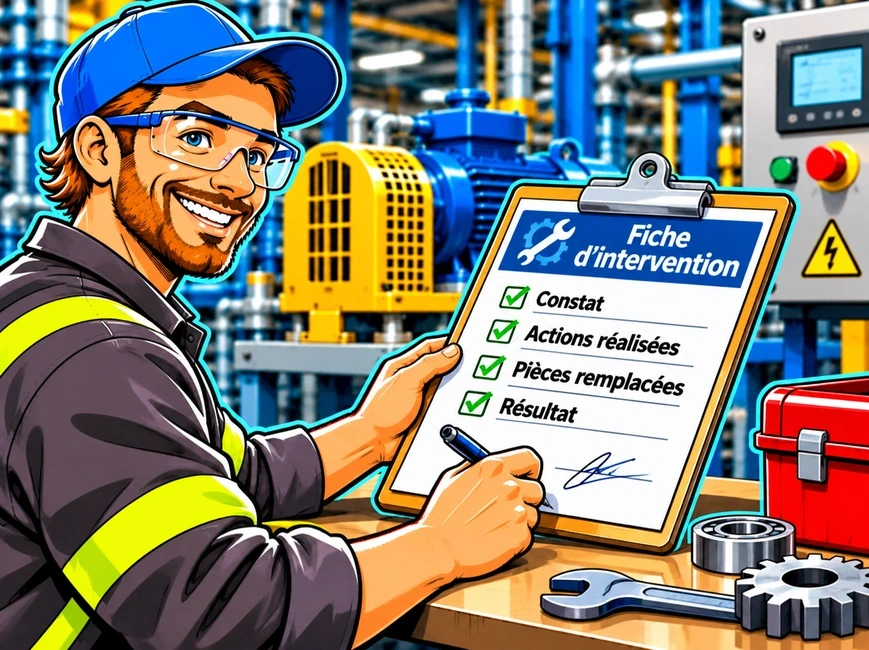 Fiche
d'intervention
Constat
Actions réalisées
Pièces remplacées
Résultat